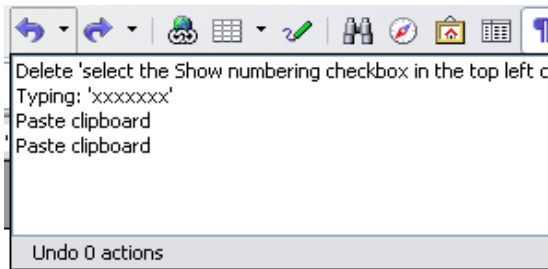 Delete 'select the Show numbering checkbox in the top left c
Typing: 'xxxxxxx'
Paste clipboard
Paste clipboard
Undo 0 actions